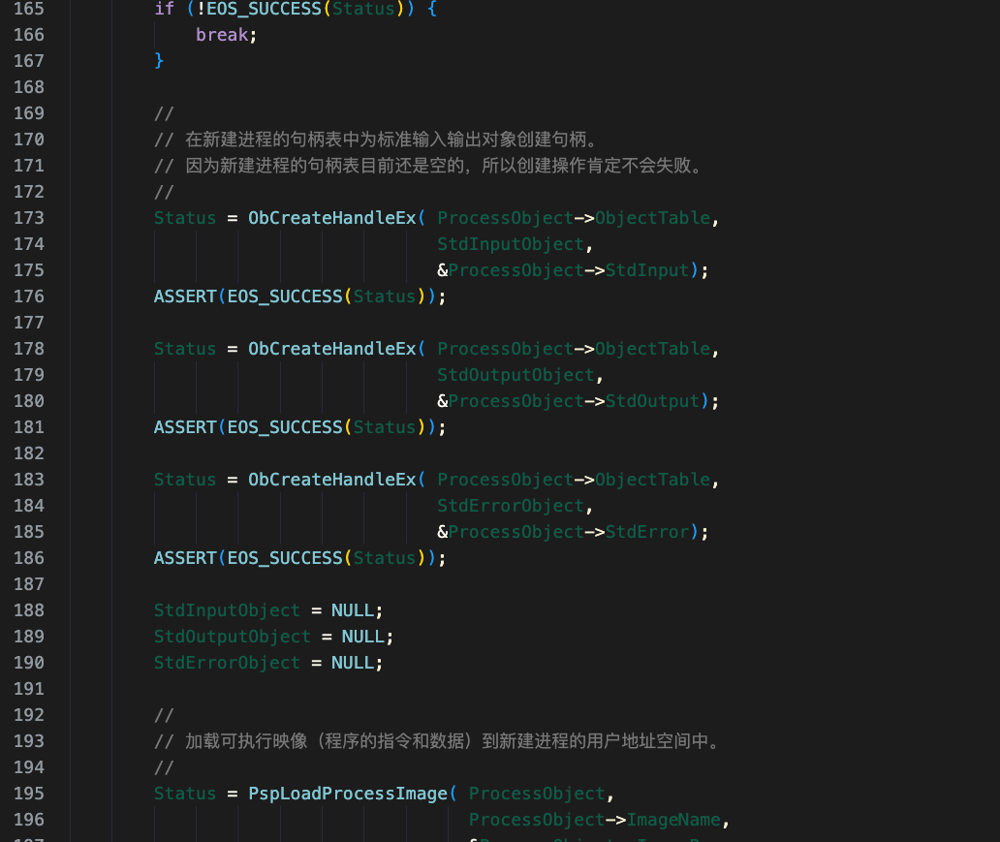 165 if (!EOS_SUCCESS(Status)) {
166 break;
167 }
168
169 //
170 // 在新建进程的句柄表中为标准输入输出对象创建句柄。
171 // 因为新建进程的句柄表目前还是空的，所以创建操作肯定不会失败。
172 //
173 Status = ObCreateHandleEx( ProcessObject->ObjectTable,
174 StdInputObject,
175 &ProcessObject->StdInput);
176 ASSERT(EOS_SUCCESS(Status));
177
178 Status = ObCreateHandleEx( ProcessObject->ObjectTable,
179 StdOutputObject,
180 &ProcessObject->StdOutput);
181 ASSERT(EOS_SUCCESS(Status));
182
183 Status = ObCreateHandleEx( ProcessObject->ObjectTable,
184 StdErrorObject,
185 &ProcessObject->StdError);
186 ASSERT(EOS_SUCCESS(Status));
187
188 StdInputObject = NULL;
189 StdOutputObject = NULL;
190 StdErrorObject = NULL;
191
192 //
193 // 加载可执行映像（程序的指令和数据）到新建进程的用户地址空间中。
194 //
195 Status = PspLoadProcessImage( ProcessObject,
196 ProcessObject->ImageName,